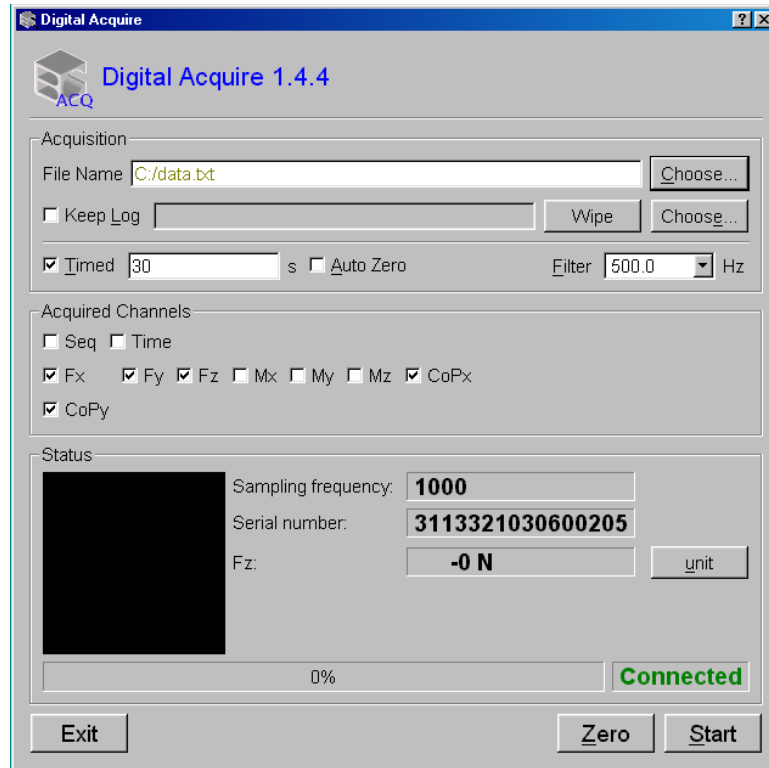 Digital Acquire
Digital Acquire 1.4.4
ACQ
Acquisition
File Name C:/data.txt Choose...
Keep Log Wipe Choose...
Timed 30 s Auto Zero Filter 500.0 Hz
Acquired Channels
Seq Time
Fx Fy Fz Mx My Mz CoPx
CoPy
Status
Sampling frequency: 1000
Serial number: 3113321030600205
Fz: -0 N unit
0% Connected
Exit Zero Start